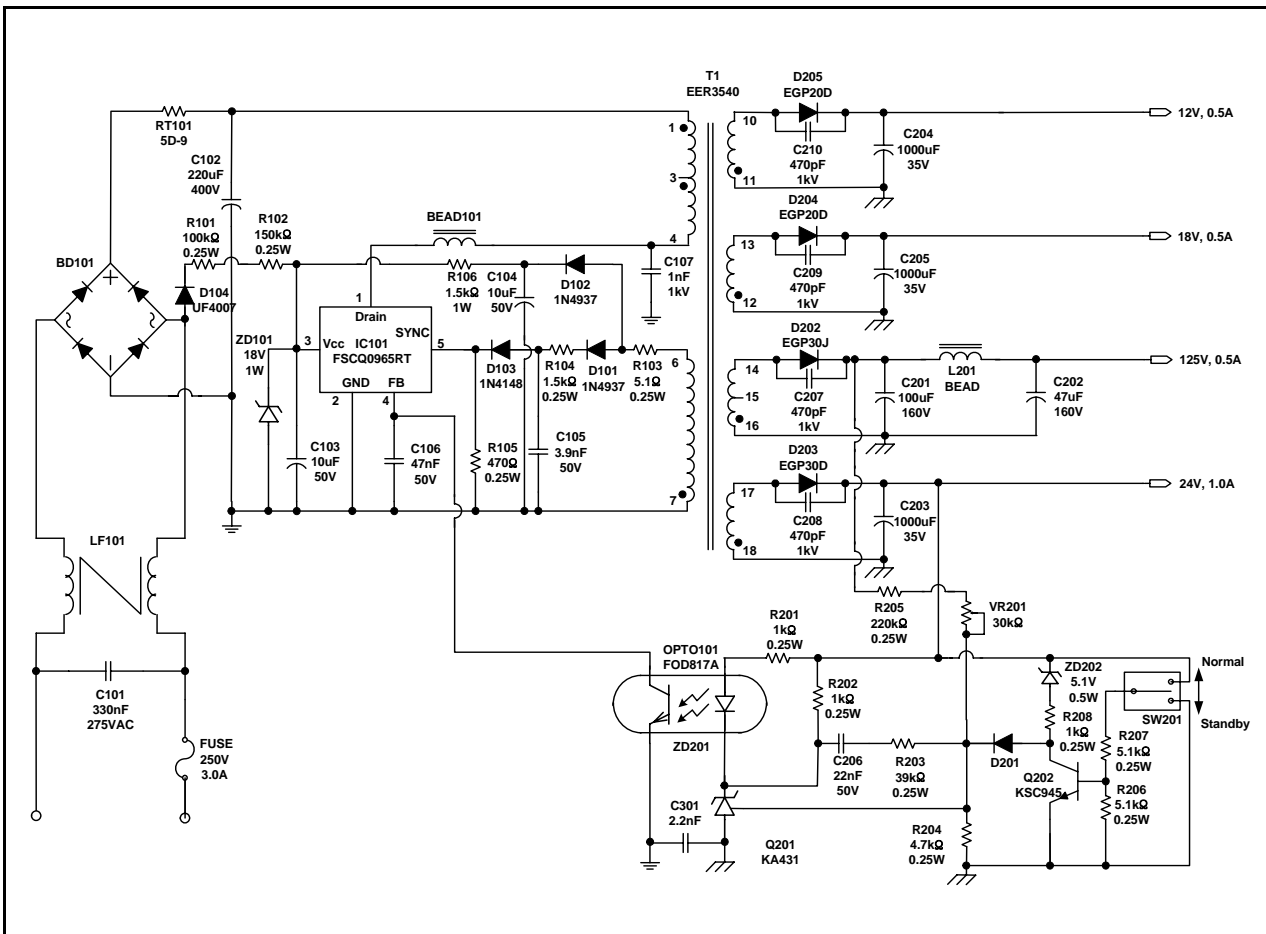 T1
EER3540
RT101
5D-9
C102
220uF
400V
R101
100kΩ
0.25W
R102
150kΩ
0.25W
BD101
D104
UF4007
BEAD101
1
3
4
C107
1nF
1kV
R106
1.5kΩ
1W
C104
10uF
50V
D102
1N4937
ZD101
18V
1W
1
Drain
SYNC
3
Vcc
IC101
FSCQ0965RT
5
GND
FB
2
4
D103
1N4148
R104
1.5kΩ
0.25W
D101
1N4937
R103
5.1Ω
0.25W
6
7
C103
10uF
50V
C106
47nF
50V
R105
470Ω
0.25W
C105
3.9nF
50V
LF101
C101
330nF
275VAC
FUSE
250V
3.0A
D205
EGP20D
10
11
C210
470pF
1kV
C204
1000uF
35V
12V, 0.5A
D204
EGP20D
13
12
C209
470pF
1kV
C205
1000uF
35V
18V, 0.5A
D202
EGP30J
14
15
16
C207
470pF
1kV
C201
100uF
160V
L201
BEAD
C202
47uF
160V
125V, 0.5A
D203
EGP30D
17
18
C208
470pF
1kV
C203
1000uF
35V
24V, 1.0A
R205
220kΩ
0.25W
VR201
30kΩ
R201
1kΩ
0.25W
OPTO101
FOD817A
R202
1kΩ
0.25W
ZD201
C206
22nF
50V
R203
39kΩ
0.25W
D201
ZD202
5.1V
0.5W
R208
1kΩ
0.25W
Q202
KSC945
Normal
SW201
Standby
R207
5.1kΩ
0.25W
R206
5.1kΩ
0.25W
C301
2.2nF
Q201
KA431
R204
4.7kΩ
0.25W